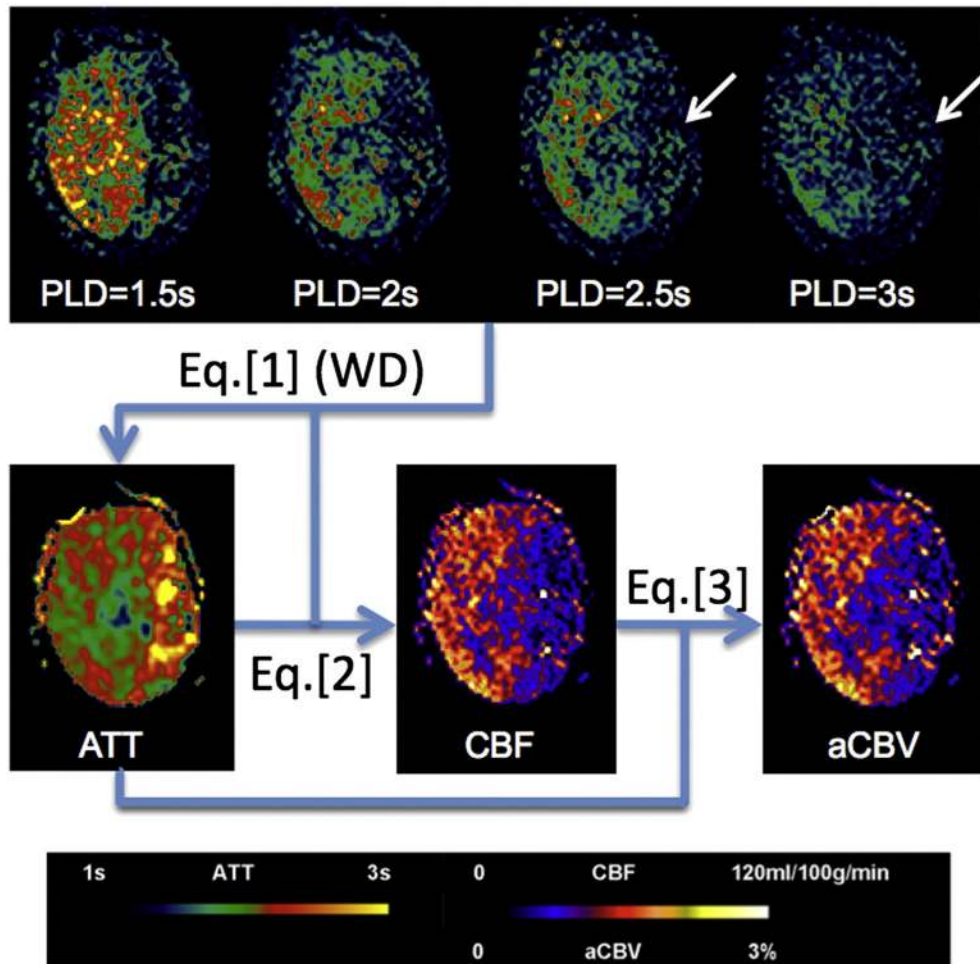 PLD=1.5s PLD=2s PLD=2.5s PLD=3s
Eq.[1] (WD)
Eq.[3]
Eq.[2]
ATT CBF aCBV
1s ATT 3s 0 CBF 120ml/100g/min
0 aCBV 3%